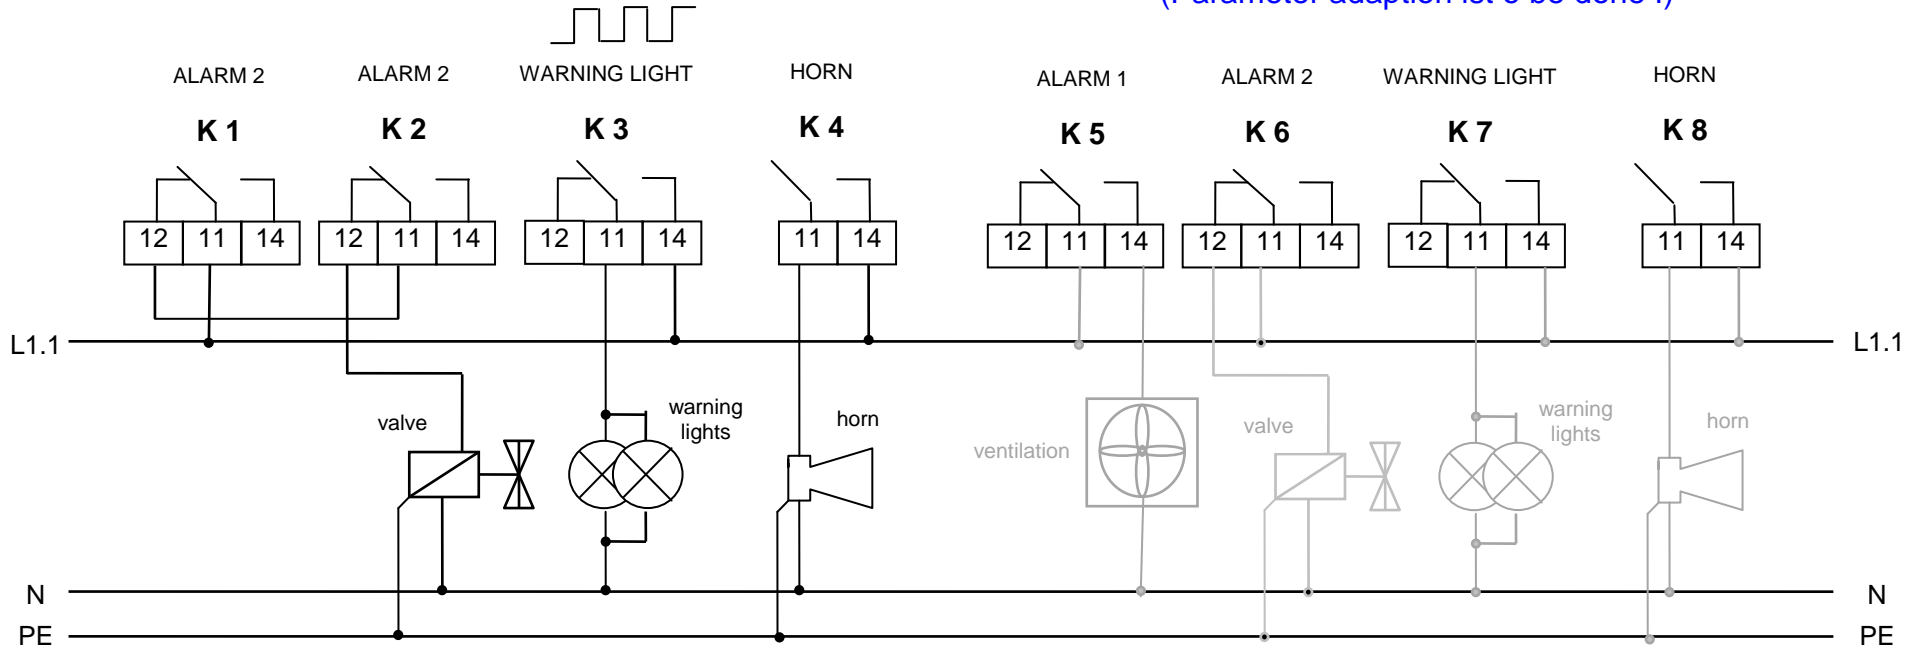 ALARM 2 ALARM 2 WARNING LIGHT HORN ALARM 1 ALARM 2 WARNING LIGHT HORN
K 1 K 2 K 3 K 4 K 5 K 6 K 7 K 8
12 11 14 12 11 14 12 11 14 11 14 12 11 14 12 11 14 12 11 14 11 14
L1.1 L1.1
valve
warning
lights
horn
ventilation
valve
warning
lights
horn
N N
PE PE